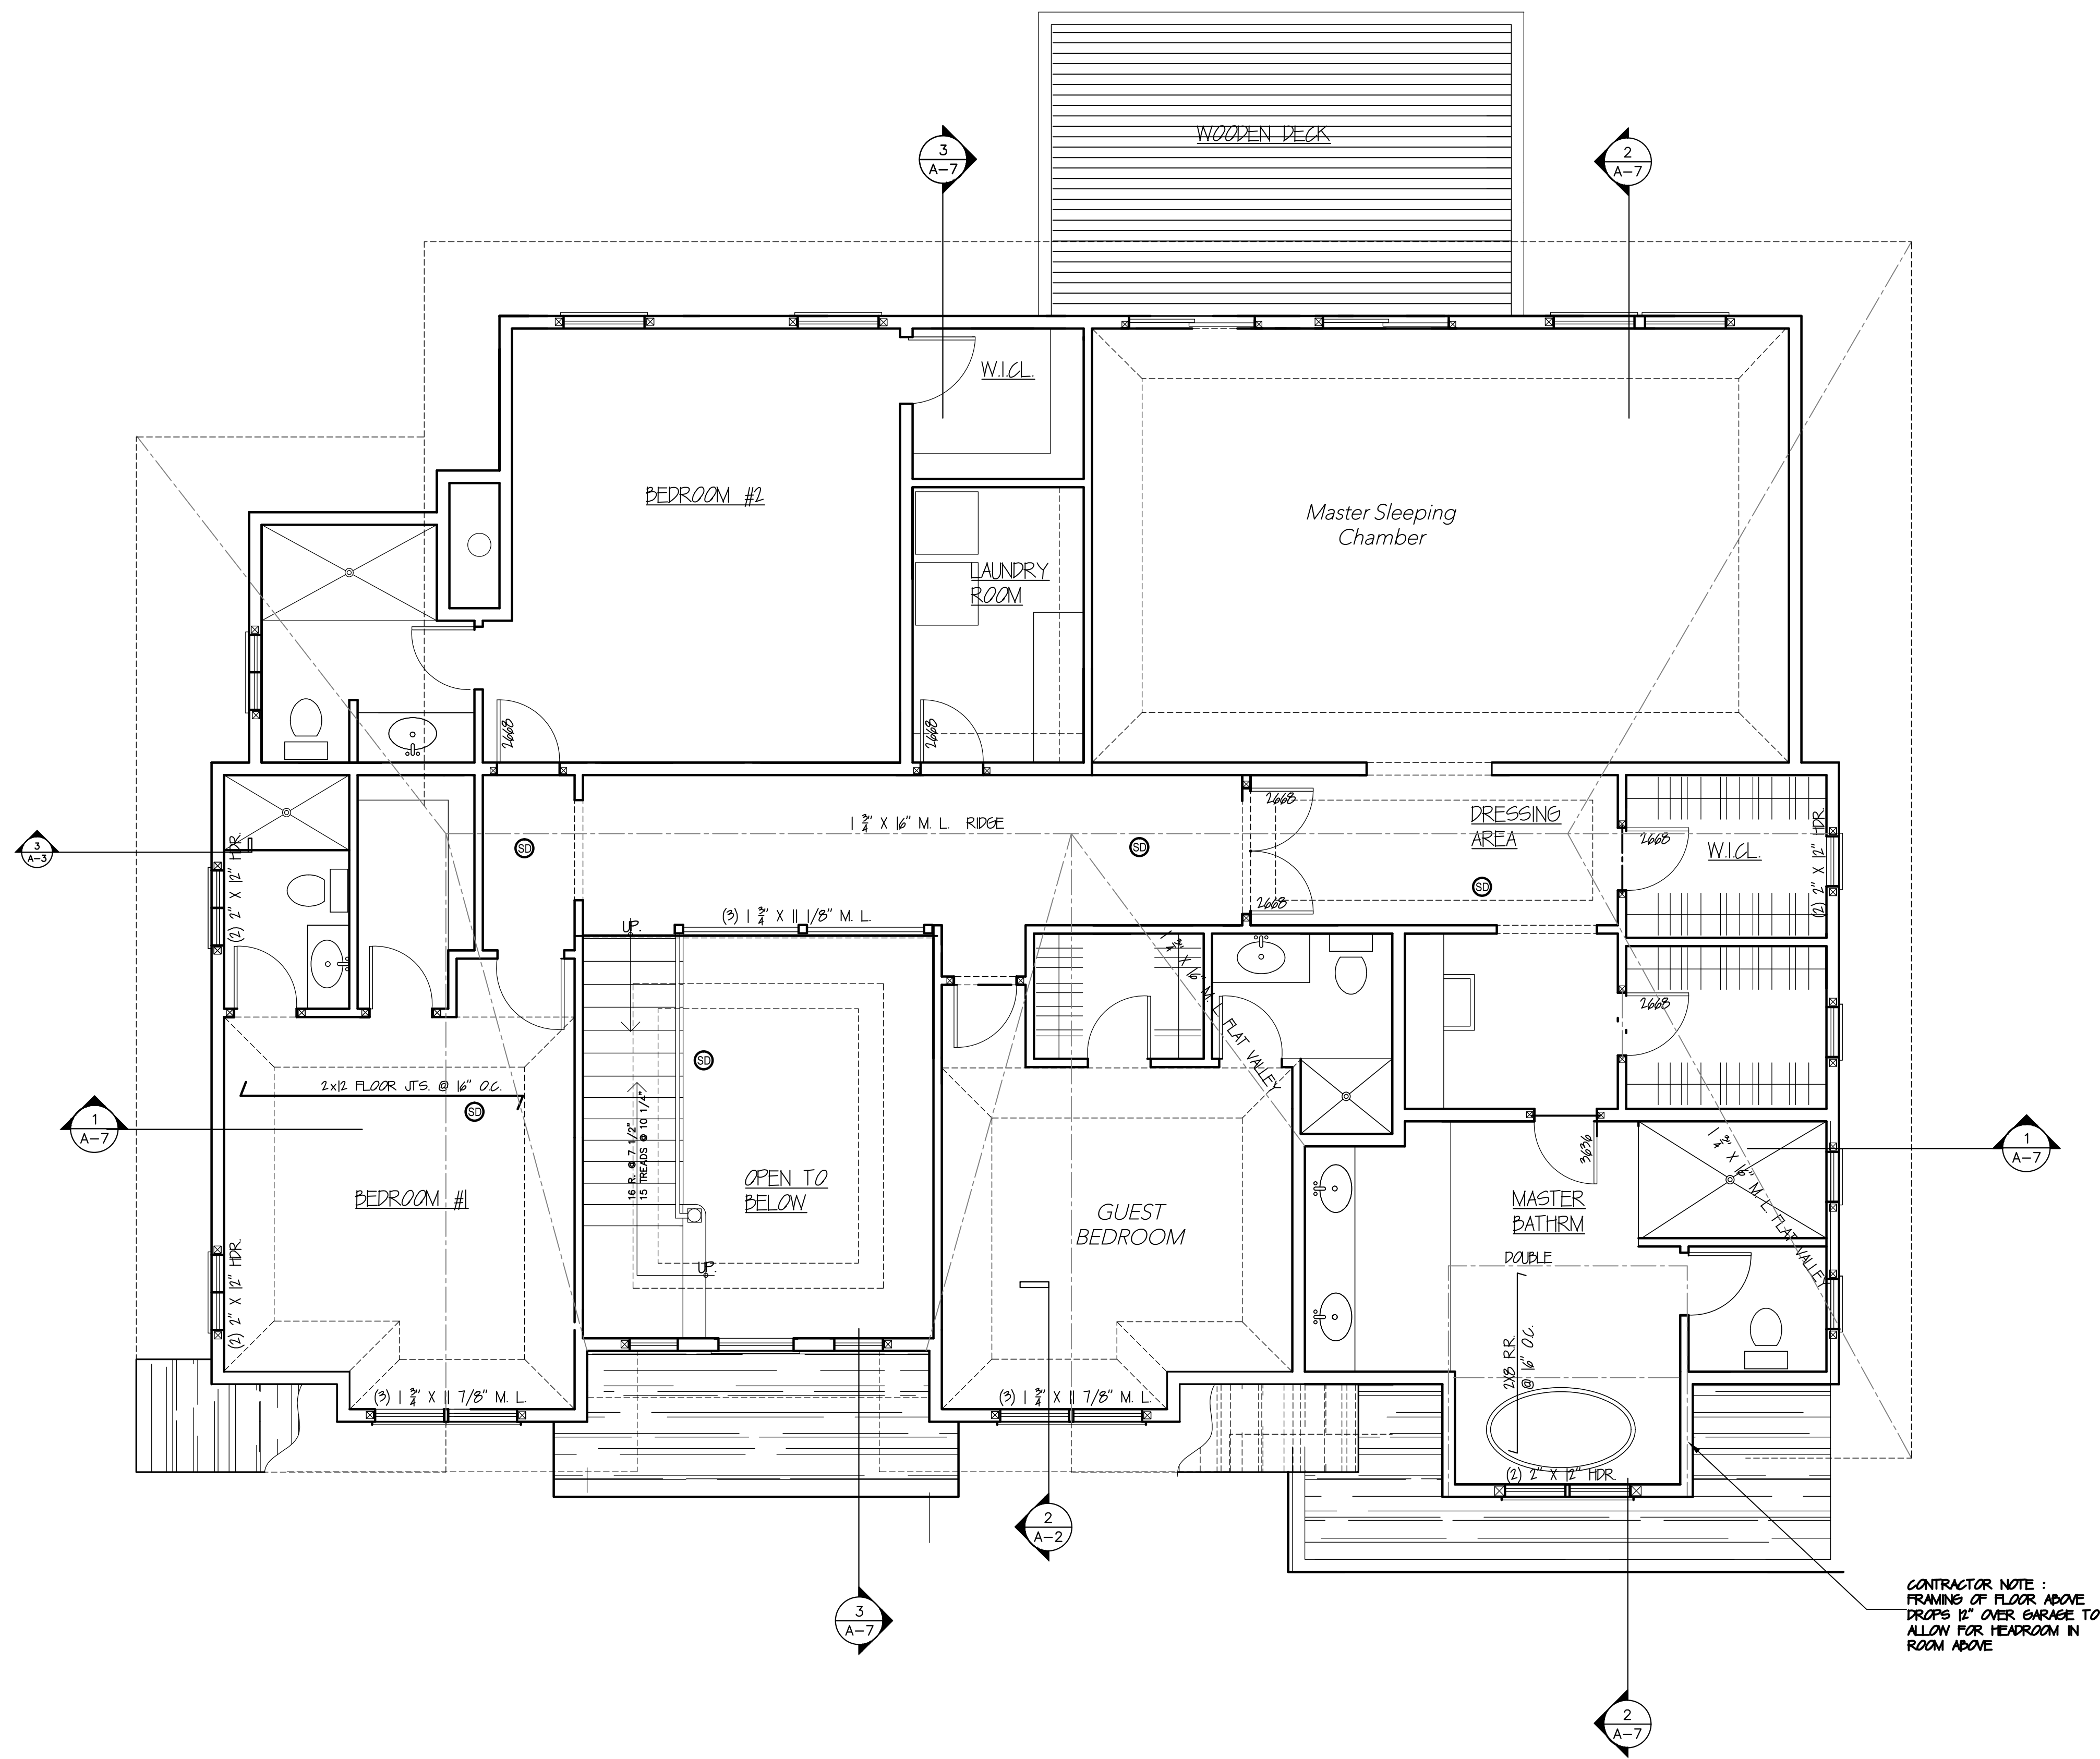 WOODEN DECK
3
A-7
2
A-7
W.I.CL.
BEDROOM #2
Master Sleeping
Chamber
LAUNDRY
ROOM
2668
2668
2668
1 3/4" X 16" M. L. RIDGE
DRESSING
AREA
2668
W.I.CL.
(2) 2" X 12" HDR.
3
A-3
(2) 2" X 12" HDR.
SD
SD
SD
2668
(3) 1 3/4" X 11 1/8" M. L.
UP.
1 3/4" X 16" M. L. FLAT VALLEY
2668
2x12 FLOOR JTS. @ 16" O.C.
SD
SD
1
A-7
16 R. @ 7 1/2"
15 TREADS @ 10 1/4"
3636
1 3/4" X 16" M. L. FLAT VALLEY
1
A-7
BEDROOM #1
OPEN TO
BELOW
GUEST
BEDROOM
MASTER
BATHRM
DOUBLE
UP.
(2) 2" X 12" HDR.
2X8 R.R.
@ 16" O.C.
(3) 1 3/4" X 11 7/8" M. L.
(3) 1 3/4" X 11 7/8" M. L.
(2) 2" X 12" HDR.
2
A-2
3
A-7
2
A-7
CONTRACTOR NOTE :
FRAMING OF FLOOR ABOVE
DROPS 12" OVER GARAGE TO
ALLOW FOR HEADROOM IN
ROOM ABOVE